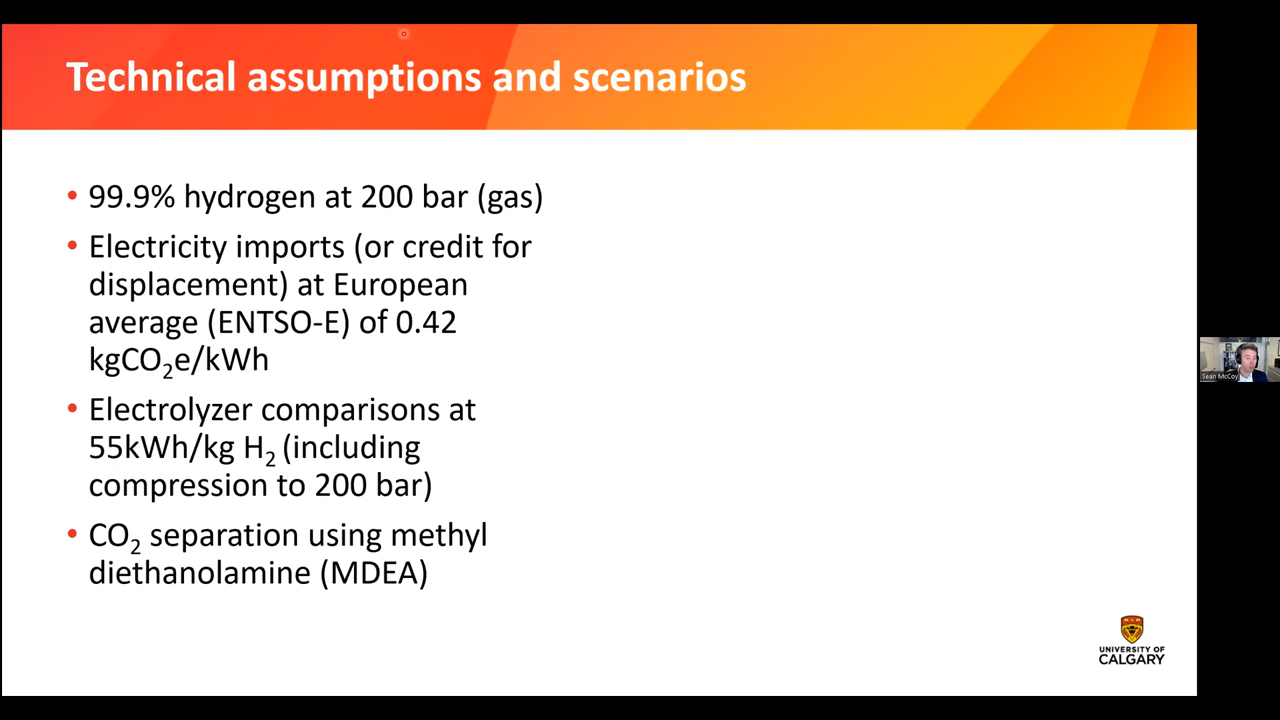 Technical assumptions and scenarios
• 99.9% hydrogen at 200 bar (gas)
• Electricity imports (or credit for
displacement) at European
average (ENTSO-E) of 0.42
kgCO₂e/kWh
• Electrolyzer comparisons at
55kWh/kg H₂ (including
compression to 200 bar)
• CO₂ separation using methyl
diethanolamine (MDEA)
UNIVERSITY OF
CALGARY
Sean McCoy